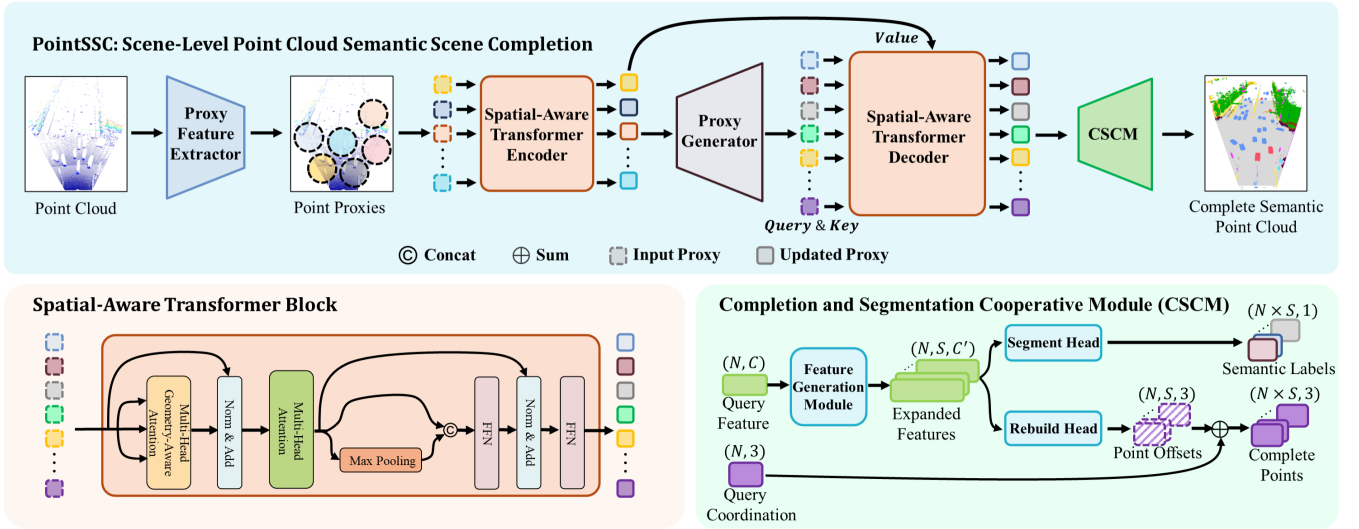 PointSSC: Scene-Level Point Cloud Semantic Scene Completion
Value
Proxy
Feature
Extractor
Spatial-Aware
Transformer
Encoder
Proxy
Generator
Spatial-Aware
Transformer
Decoder
CSCM
Point Cloud
Point Proxies
Query & Key
Complete Semantic
Point Cloud
© Concat
⊕ Sum
Input Proxy
Updated Proxy
Spatial-Aware Transformer Block
Multi-Head
Geometry-Aware
Attention
Norm & Add
Multi-Head
Attention
Max Pooling
©
FFN
Norm & Add
FFN
Completion and Segmentation Cooperative Module (CSCM)
(N, C)
Query
Feature
Feature
Generation
Module
(N, S, C′)
Expanded
Features
Segment Head
(N × S, 1)
Semantic Labels
Rebuild Head
(N, S, 3)
Point Offsets
(N × S, 3)
Complete
Points
(N, 3)
Query
Coordination